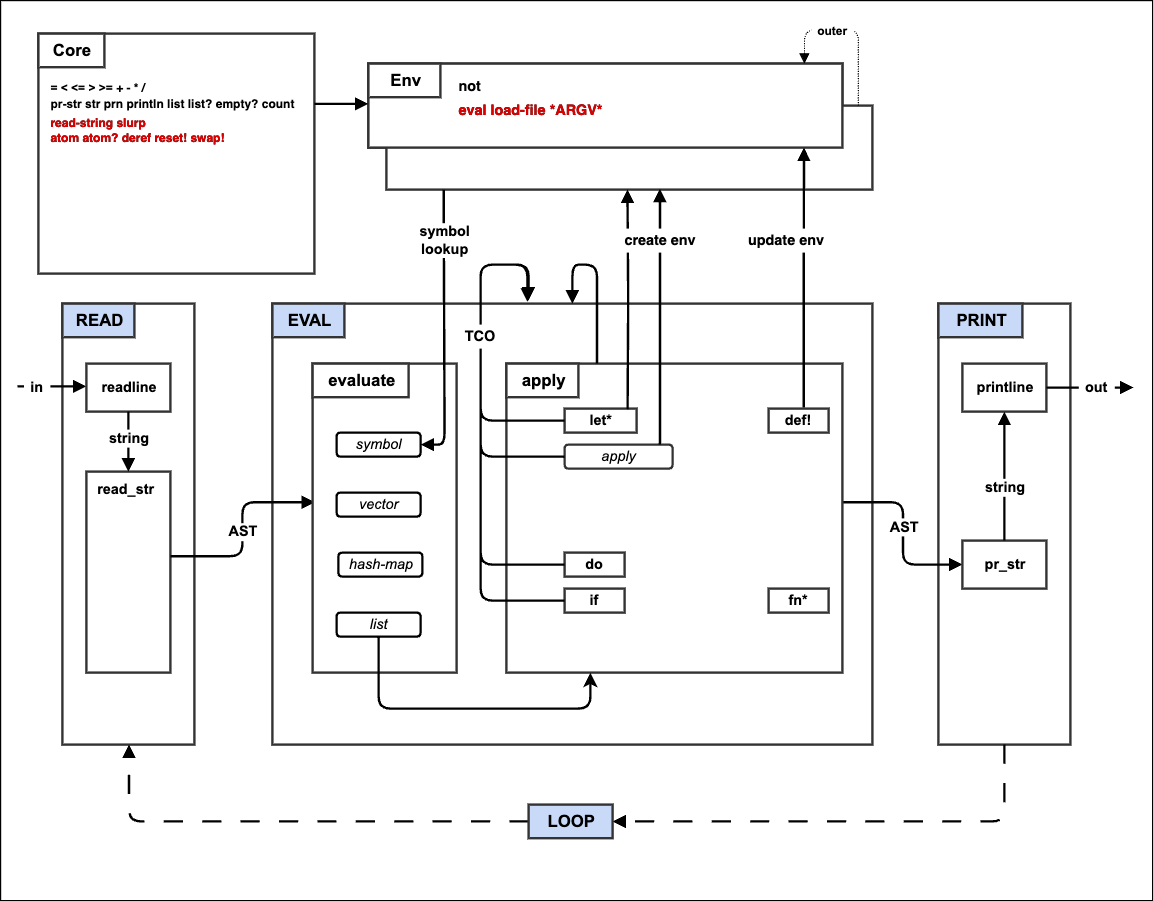 Core
= < <= > >= + - * /
pr-str str prn println list list? empty? count
read-string slurp
atom atom? deref reset! swap!
outer
Env
not
eval load-file *ARGV*
symbol
lookup
create env
update env
READ
in
readline
string
read_str
AST
EVAL
TCO
evaluate
symbol
vector
hash-map
list
apply
let*
def!
apply
do
if
fn*
AST
PRINT
printline
out
string
pr_str
LOOP